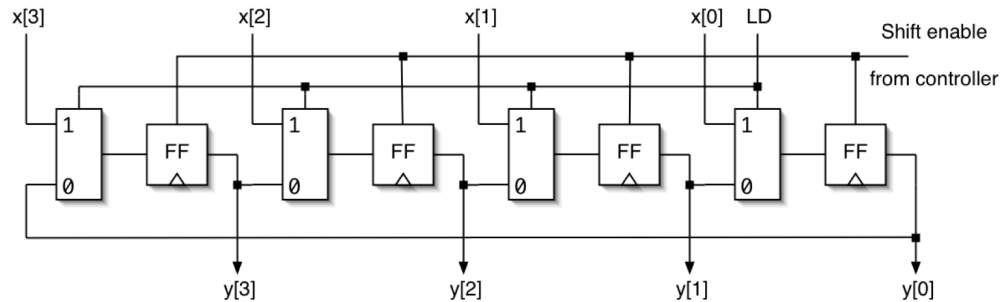 x[3] x[2] x[1] x[0] LD
Shift enable
from controller
1 1 1 1
FF FF FF FF
0 0 0 0
y[3] y[2] y[1] y[0]